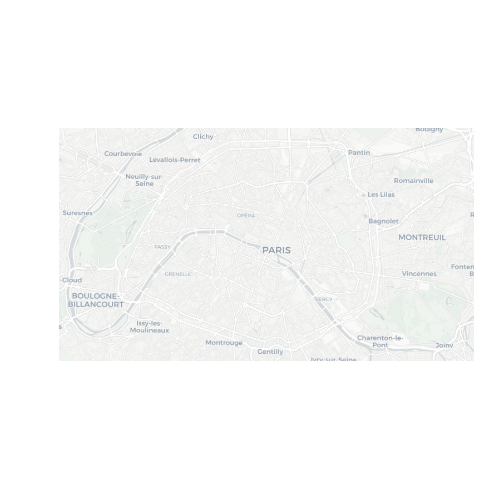 Bobigny
Clichy
Courbevoie
Levallois-Perret
Pantin
Neuilly-sur-
Seine
Romainville
Les Lilas
Suresnes
OPÉRA
Bagnolet
MONTREUIL
PASSY
PARIS
GRENELLE
Vincennes
Fonten
B
-Cloud
BOULOGNE-
BILLANCOURT
BERCY
Issy-les-
Moulineaux
Montrouge
Gentilly
Charenton-le-
Pont
Joinv
Ivry-sur-Seine